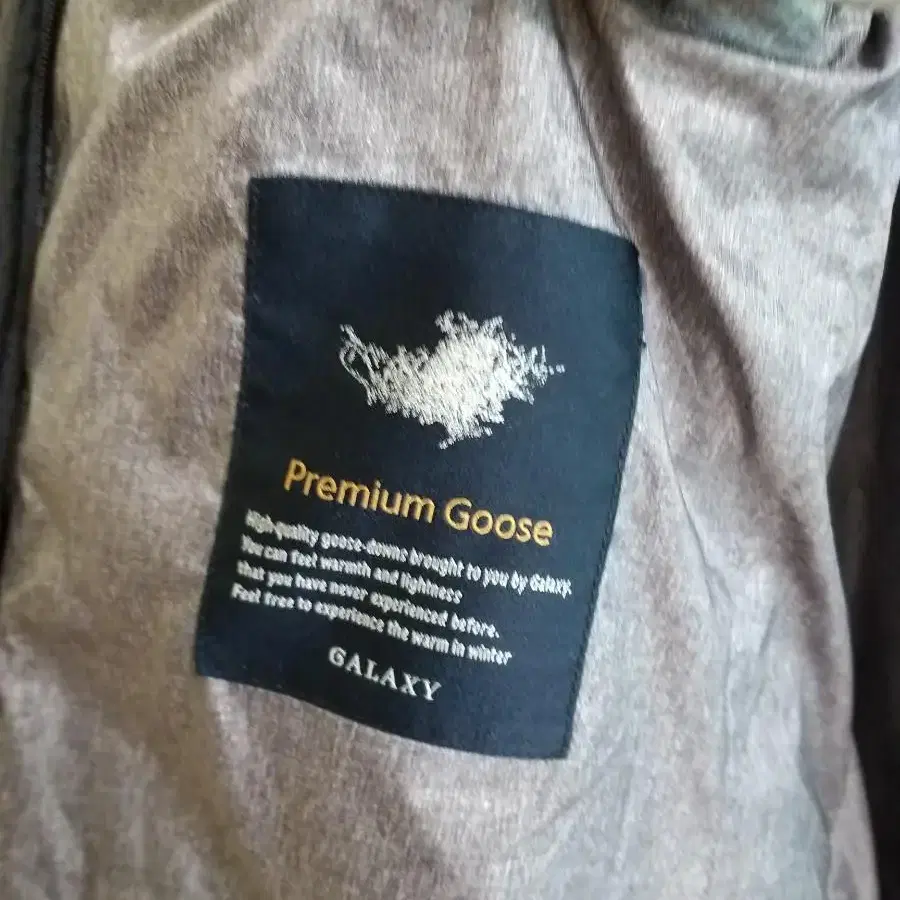 Premium Goose
High-quality goose-downs brought to you by Galaxy.
You can feel warmth and lightness
that you have never experienced before.
Feel free to experience the warm in winter
GALAXY